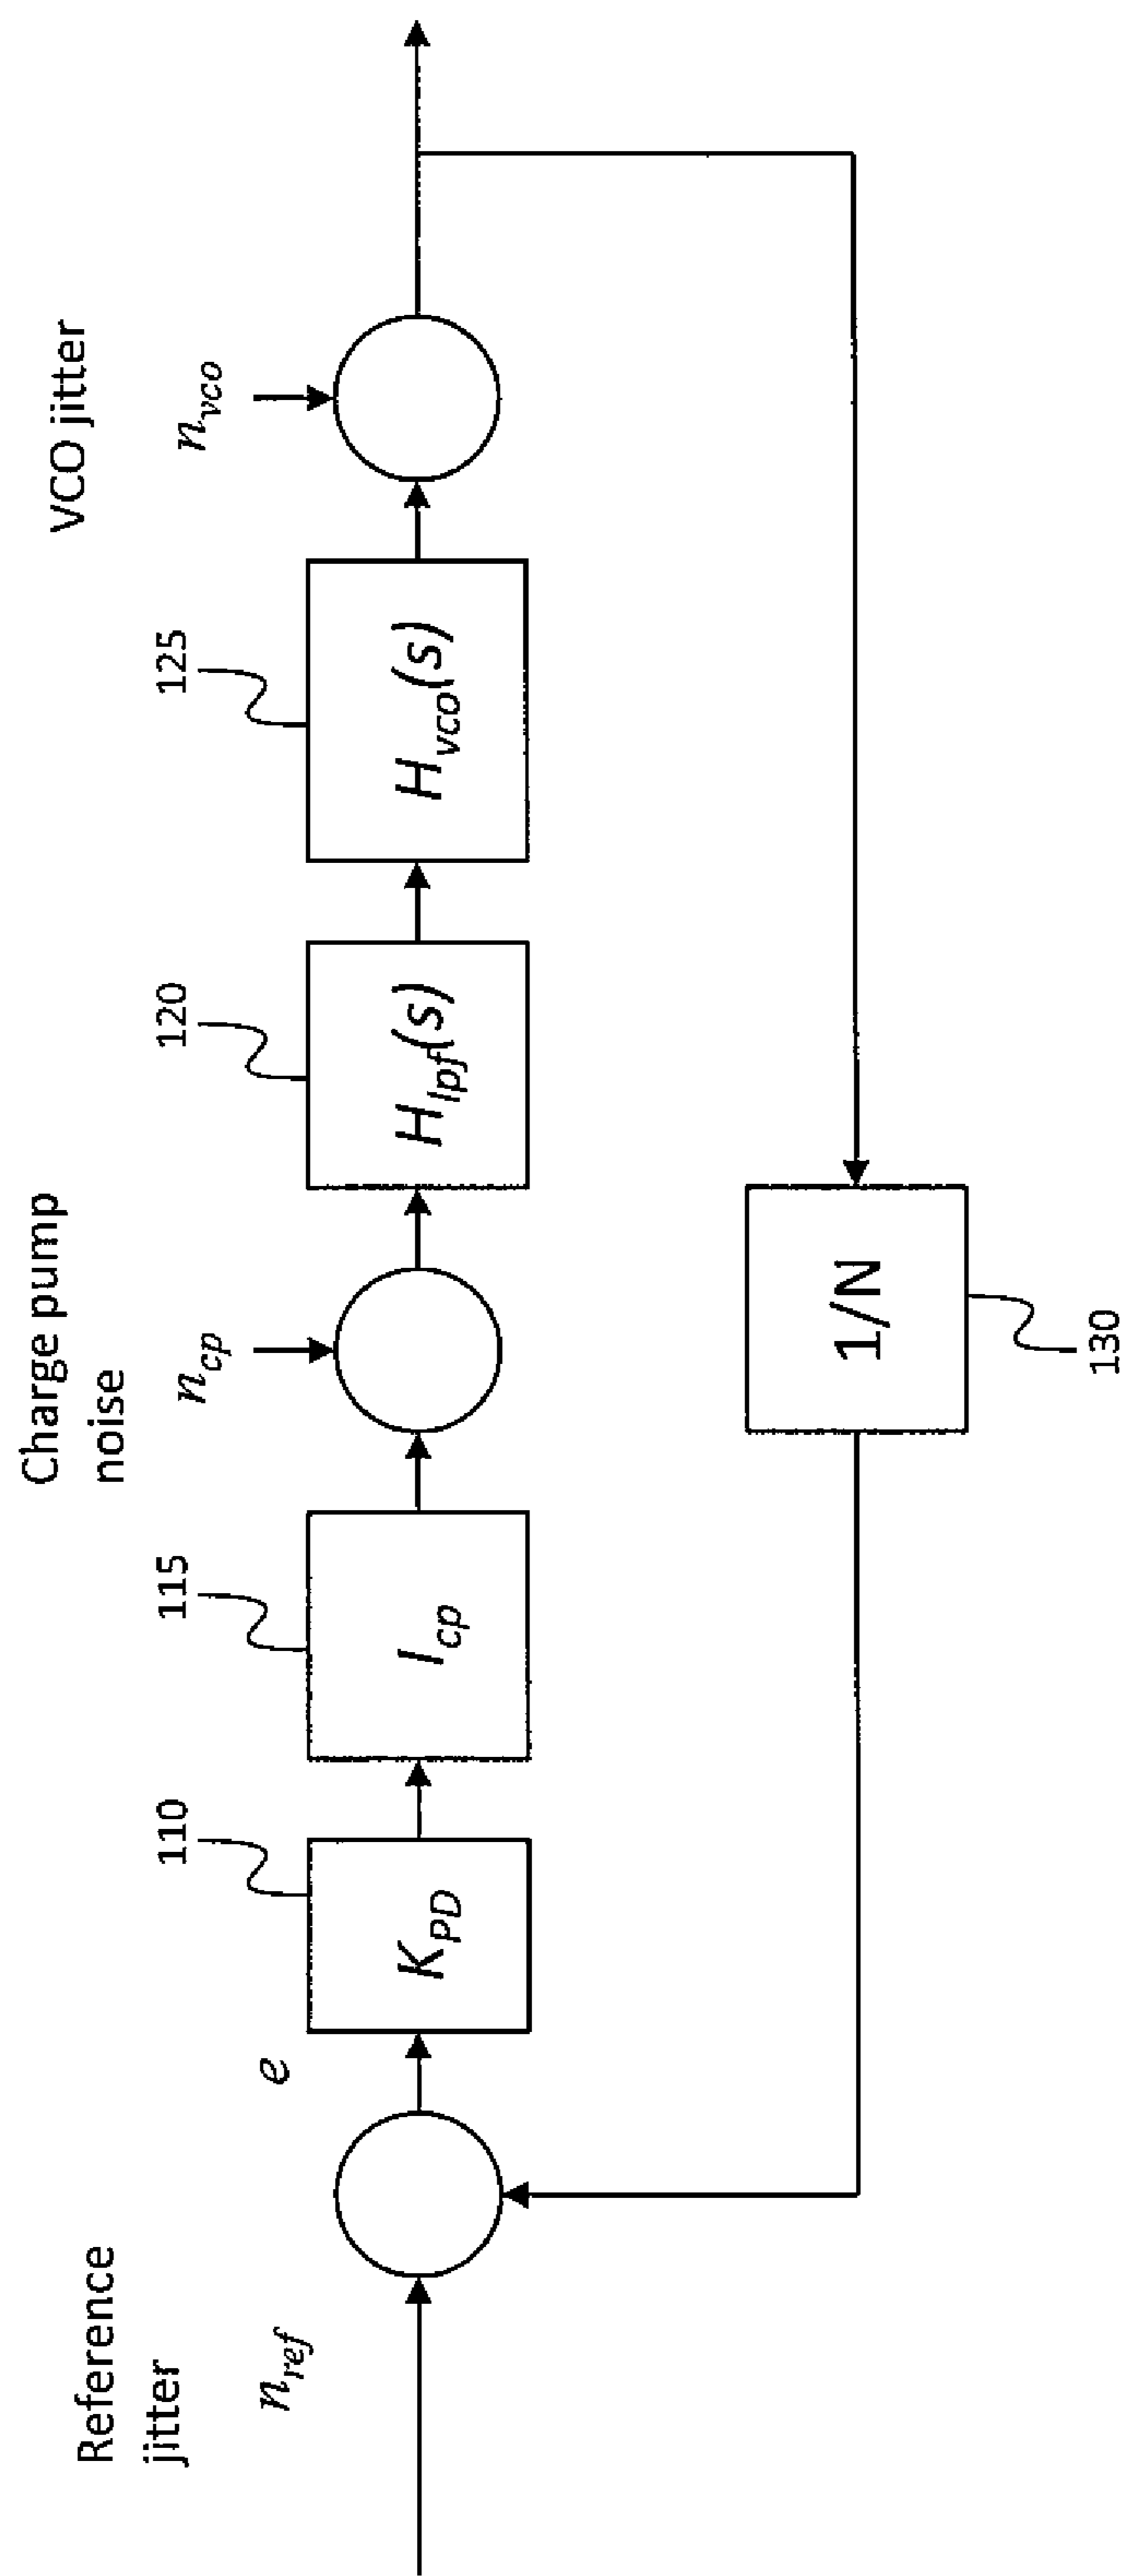 Reference
jitter
Charge pump
noise
VCO jitter
n_ref
e
n_cp
n_vco
110
115
120
125
K_PD
I_cp
H_lpf(s)
H_vco(s)
1/N
130